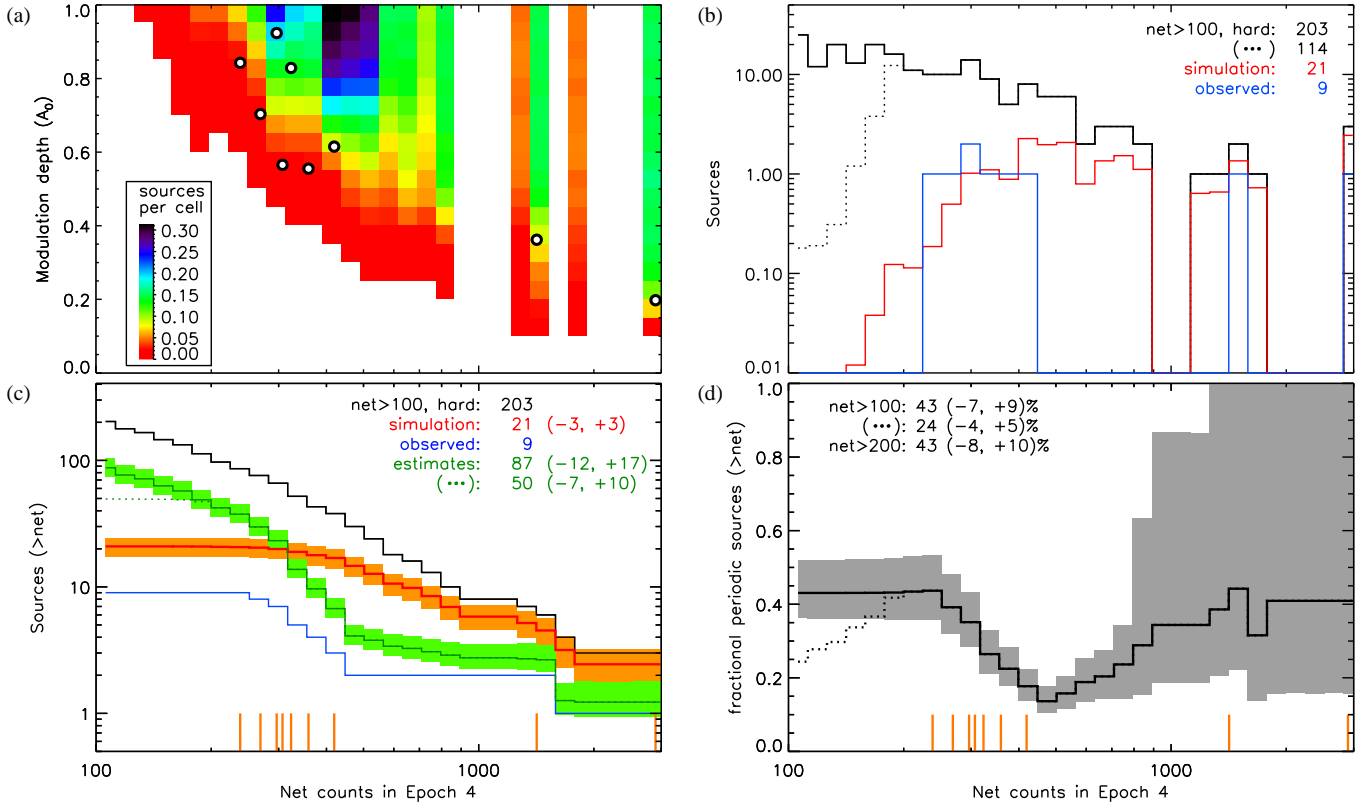 (a)
1.0
0.8
0.6
0.4
0.2
0.0
Modulation depth (A0)
sources
per cell
0.30
0.25
0.20
0.15
0.10
0.05
0.00
(b)
10.00
1.00
0.10
0.01
Sources
net>100, hard: 203
(•••) 114
simulation: 21
observed: 9
(c)
100
10
1
Sources (>net)
net>100, hard: 203
simulation: 21 (−3, +3)
observed: 9
estimates: 87 (−12, +17)
(•••): 50 (−7, +10)
100
1000
Net counts in Epoch 4
(d)
1.0
0.8
0.6
0.4
0.2
0.0
fractional periodic sources (>net)
net>100: 43 (−7, +9)%
(•••): 24 (−4, +5)%
net>200: 43 (−8, +10)%
100
1000
Net counts in Epoch 4